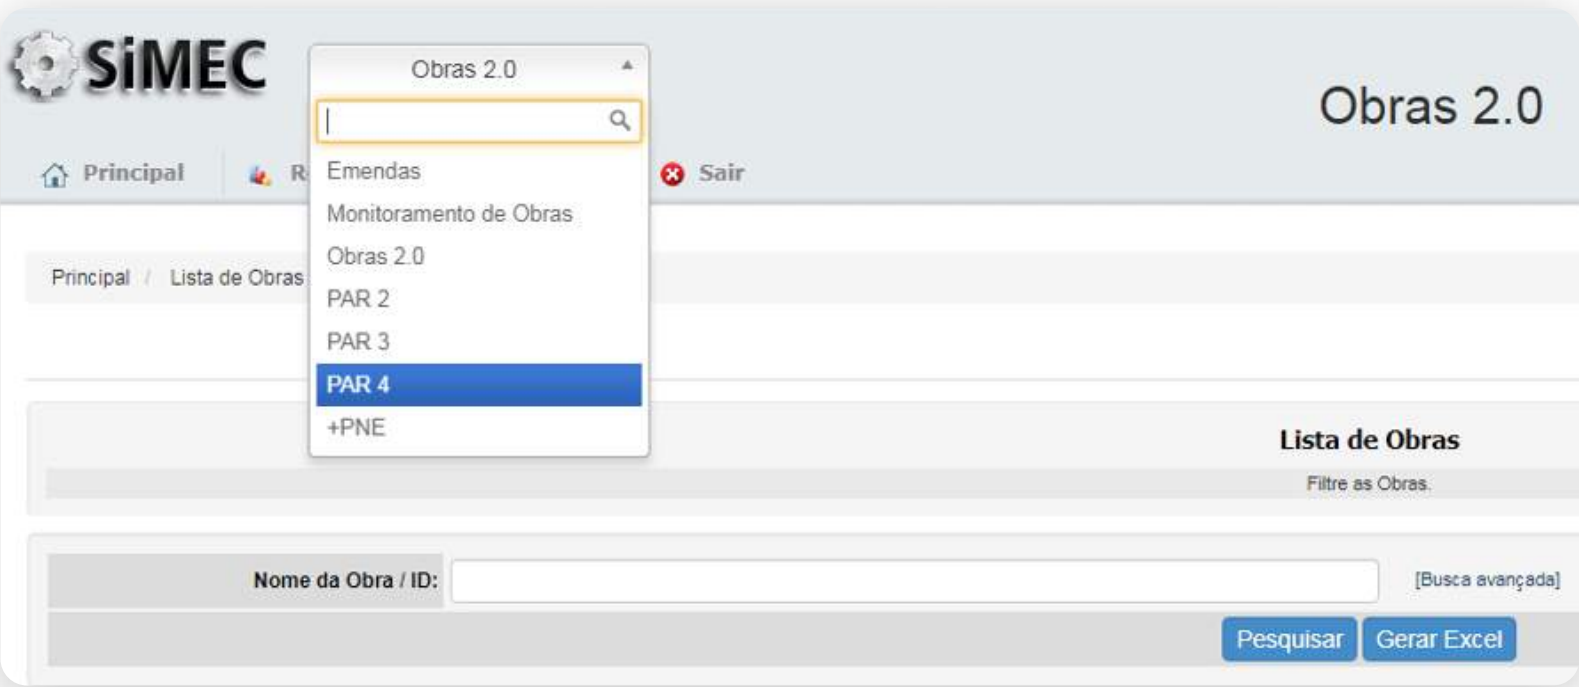 SiMEC
Obras 2.0
Obras 2.0
Principal
R
Sair
Emendas
Monitoramento de Obras
Obras 2.0
PAR 2
PAR 3
PAR 4
+PNE
Principal / Lista de Obras
Lista de Obras
Filtre as Obras.
Nome da Obra / ID:
[Busca avançada]
Pesquisar Gerar Excel